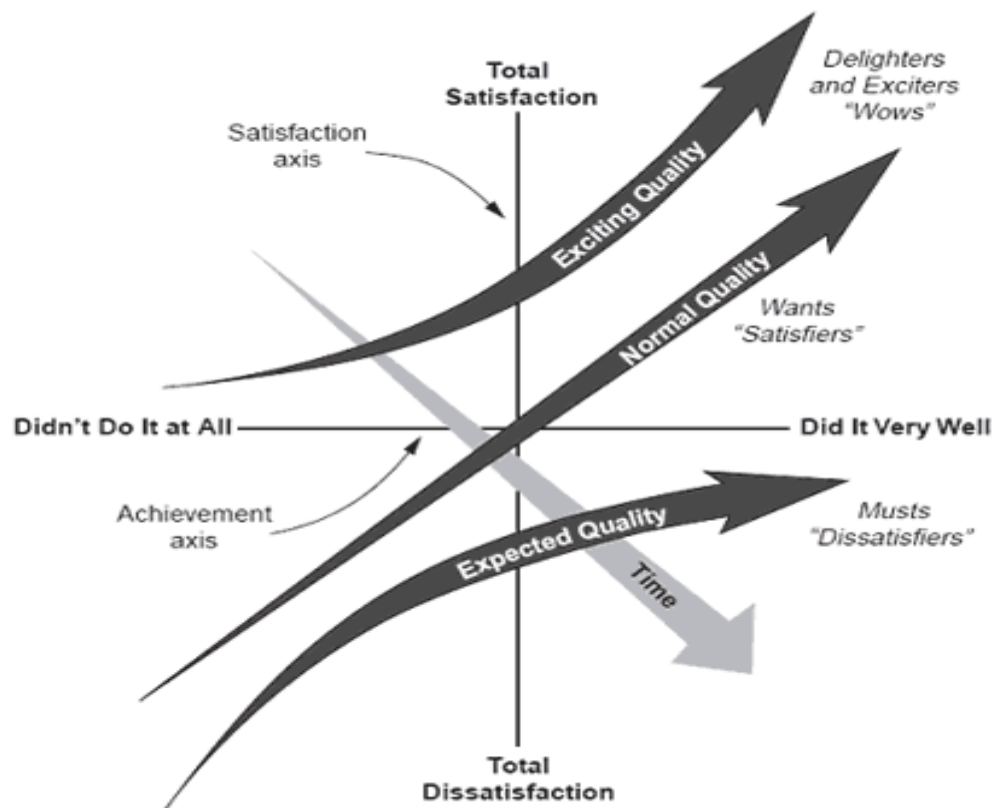 Total
Satisfaction
Delighters
and Exciters
“Wows”
Satisfaction
axis
Exciting Quality
Normal Quality
Wants
“Satisfiers”
Didn't Do It at All
Did It Very Well
Achievement
axis
Expected Quality
Musts
“Dissatisfiers”
Time
Total
Dissatisfaction